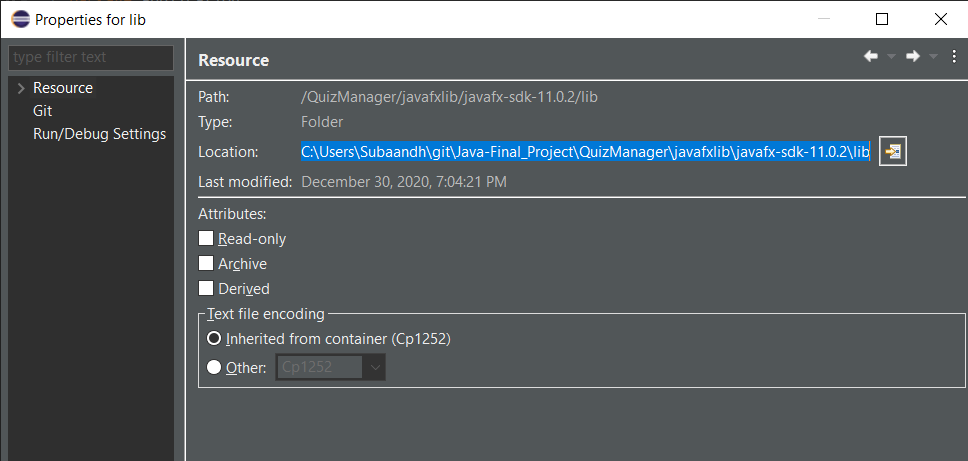 Properties for lib
type filter text
Resource
Git
Run/Debug Settings
Resource
Path: /QuizManager/javafxlib/javafx-sdk-11.0.2/lib
Type: Folder
Location: C:\Users\Subaandh\git\Java-Final_Project\QuizManager\javafxlib\javafx-sdk-11.0.2\lib
Last modified: December 30, 2020, 7:04:21 PM
Attributes:
Read-only
Archive
Derived
Text file encoding
Inherited from container (Cp1252)
Other: Cp1252